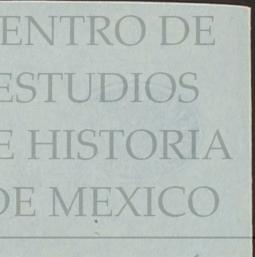 ENTRO DE
ESTUDIOS
E HISTORIA
DE MEXICO